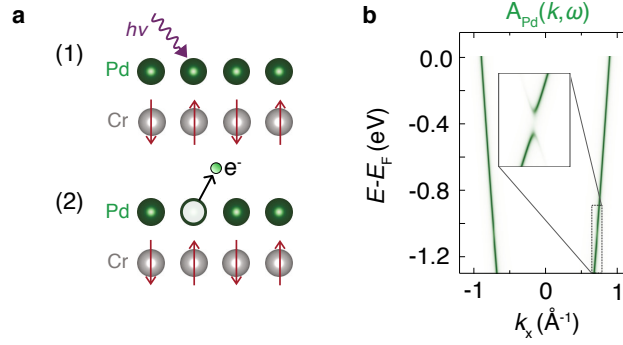 a
hν
(1)
Pd
Cr
(2)
e⁻
Pd
Cr
b
A_Pd(k,ω)
E-E_F (eV)
0.0
-0.4
-0.8
-1.2
-1
0
1
k_x (Å⁻¹)